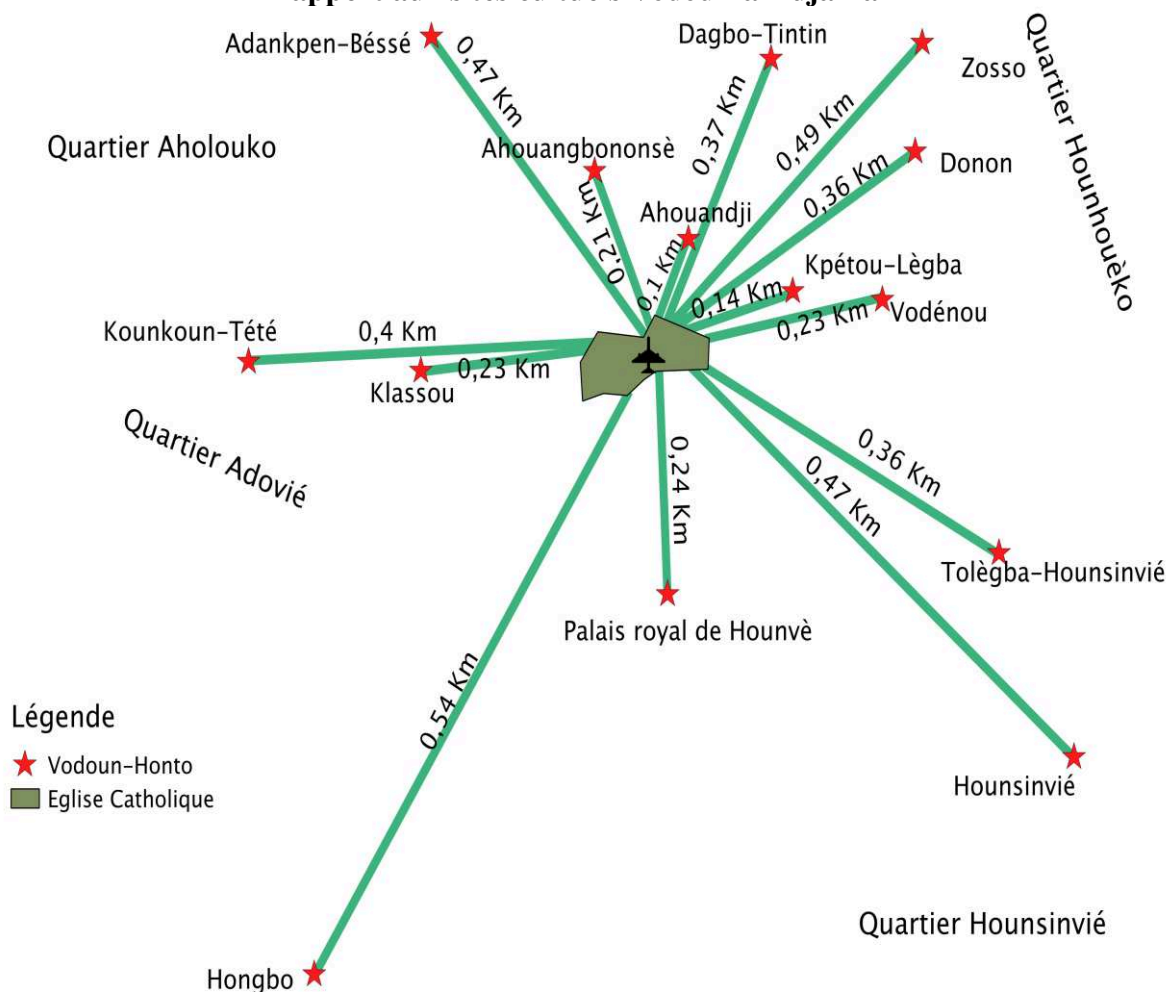 Adankpen-Béssé
0,47 Km
Dagbo-Tintin
0,37 Km
Zosso
0,49 Km
Quartier Hounhouèko
Quartier Aholouko
Ahouangbononsè
0,21 Km
Donon
0,36 Km
Ahouandji
0,1 Km
Kpétou-Lègba
0,14 Km
Vodénou
0,23 Km
Kounkoun-Tété
0,4 Km
Klassou
0,23 Km
Quartier Adovié
0,24 Km
0,36 Km
0,47 Km
Tolègba-Hounsinvié
Palais royal de Hounvè
0,54 Km
Légende
Vodoun-Honto
Eglise Catholique
Hounsinvié
Quartier Hounsinvié
Hongbo